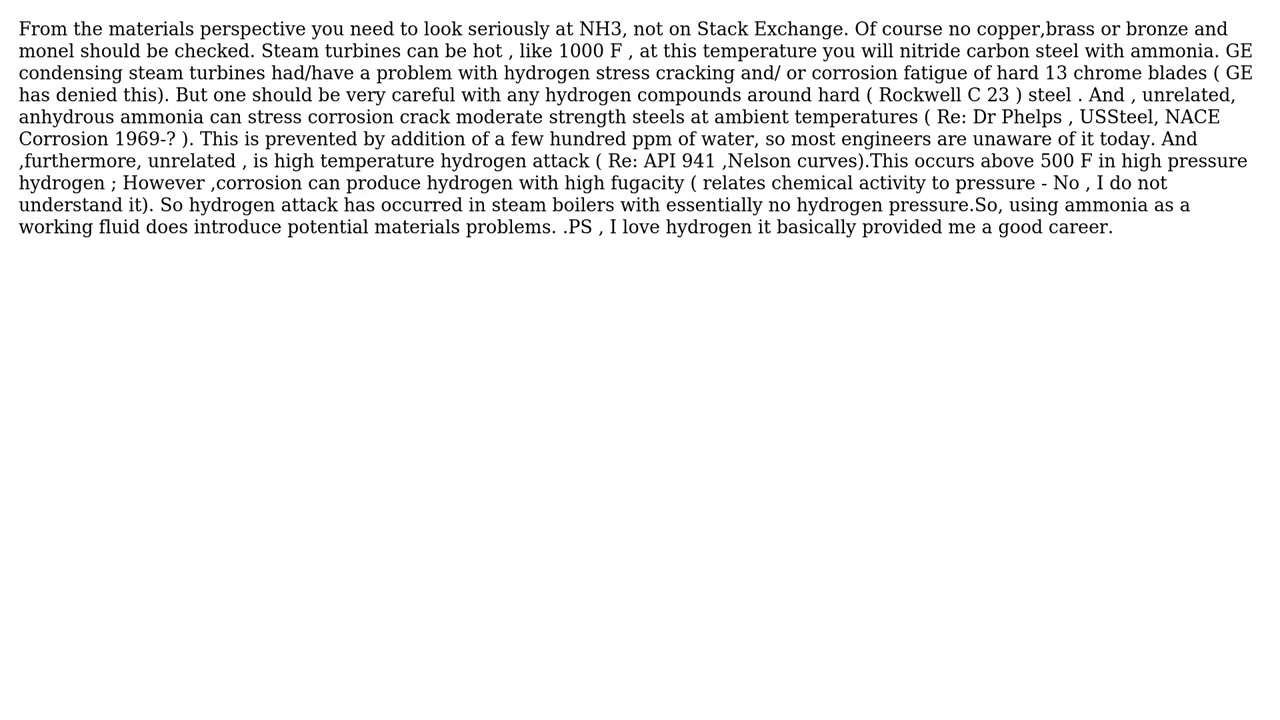 From the materials perspective you need to look seriously at NH3, not on Stack Exchange. Of course no copper,brass or bronze and
monel should be checked. Steam turbines can be hot , like 1000 F , at this temperature you will nitride carbon steel with ammonia. GE
condensing steam turbines had/have a problem with hydrogen stress cracking and/ or corrosion fatigue of hard 13 chrome blades ( GE
has denied this). But one should be very careful with any hydrogen compounds around hard ( Rockwell C 23 ) steel . And , unrelated,
anhydrous ammonia can stress corrosion crack moderate strength steels at ambient temperatures ( Re: Dr Phelps , USSteel, NACE
Corrosion 1969-? ). This is prevented by addition of a few hundred ppm of water, so most engineers are unaware of it today. And
,furthermore, unrelated , is high temperature hydrogen attack ( Re: API 941 ,Nelson curves).This occurs above 500 F in high pressure
hydrogen ; However ,corrosion can produce hydrogen with high fugacity ( relates chemical activity to pressure - No , I do not
understand it). So hydrogen attack has occurred in steam boilers with essentially no hydrogen pressure.So, using ammonia as a
working fluid does introduce potential materials problems. .PS , I love hydrogen it basically provided me a good career.